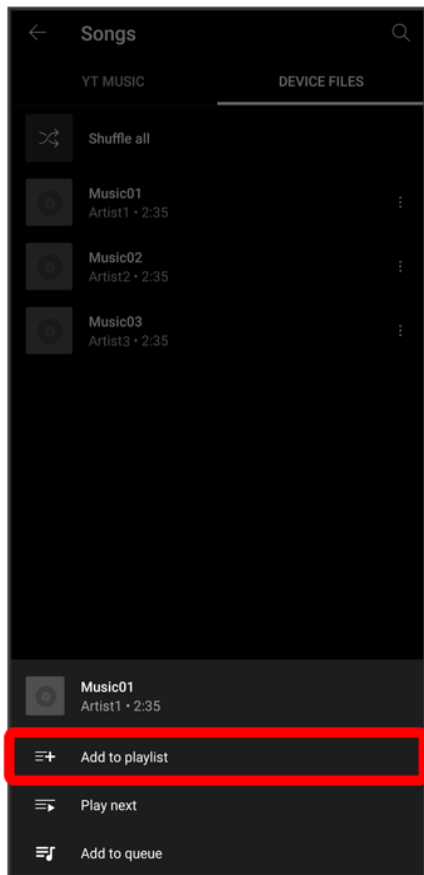 Songs
YT MUSIC DEVICE FILES
Shuffle all
Music01
Artist1 • 2:35
Music02
Artist2 • 2:35
Music03
Artist3 • 2:35
Music01
Artist1 • 2:35
Add to playlist
Play next
Add to queue